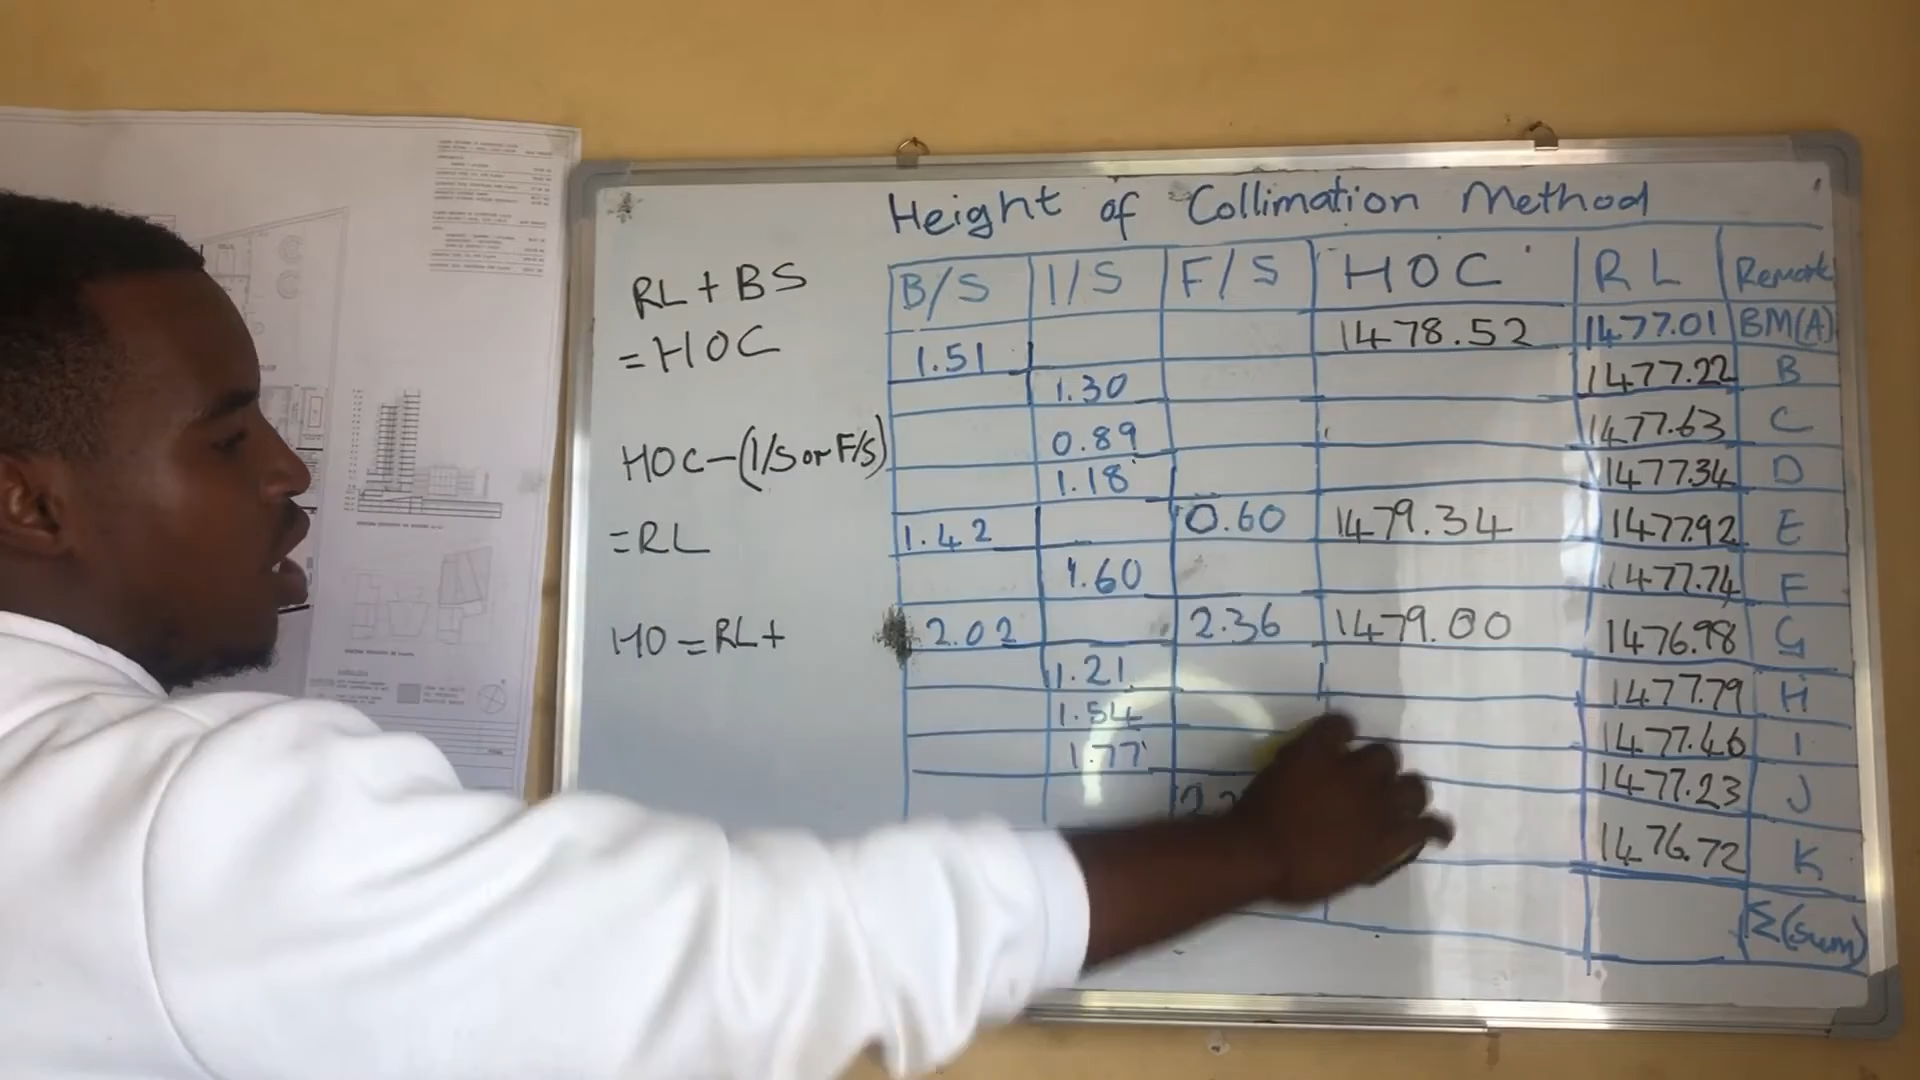 Height of Collimation Method
RL + BS
= HOC
HOC - (I/S or F/S)
= RL
HO = RL +
B/S I/S F/S HOC RL Remark
1.51 1478.52 1477.01 BM(A)
1.30 1477.22 B
0.89 1477.63 C
1.18 1477.34 D
1.42 0.60 1479.34 1477.92 E
1.60 1477.74 F
2.02 2.36 1479.00 1476.98 G
1.21 1477.79 H
1.54 1477.46 I
1.77 1477.23 J
1476.72 K
Σ(sum)